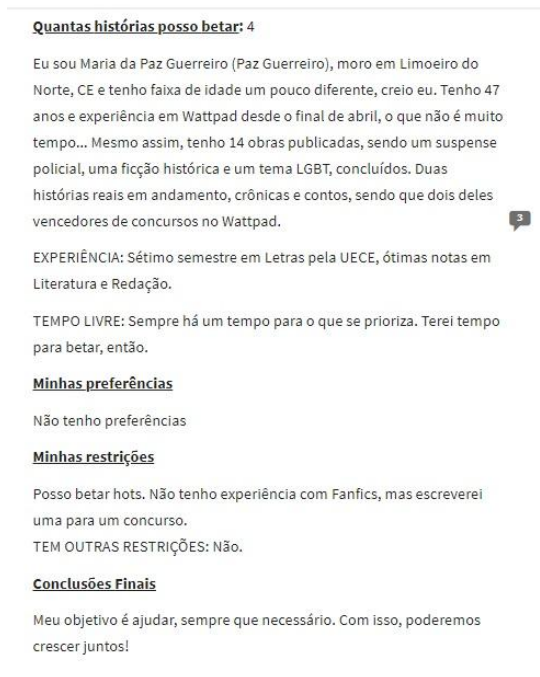 Quantas histórias posso betar: 4
Eu sou Maria da Paz Guerreiro (Paz Guerreiro), moro em Limoeiro do
Norte, CE e tenho faixa de idade um pouco diferente, creio eu. Tenho 47
anos e experiência em Wattpad desde o final de abril, o que não é muito
tempo... Mesmo assim, tenho 14 obras publicadas, sendo um suspense
policial, uma ficção histórica e um tema LGBT, concluídos. Duas
histórias reais em andamento, crônicas e contos, sendo que dois deles
vencedores de concursos no Wattpad.
3
EXPERIÊNCIA: Sétimo semestre em Letras pela UECE, ótimas notas em
Literatura e Redação.
TEMPO LIVRE: Sempre há um tempo para o que se prioriza. Terei tempo
para betar, então.
Minhas preferências
Não tenho preferências
Minhas restrições
Posso betar hots. Não tenho experiência com Fanfics, mas escreverei
uma para um concurso.
TEM OUTRAS RESTRIÇÕES: Não.
Conclusões Finais
Meu objetivo é ajudar, sempre que necessário. Com isso, poderemos
crescer juntos!